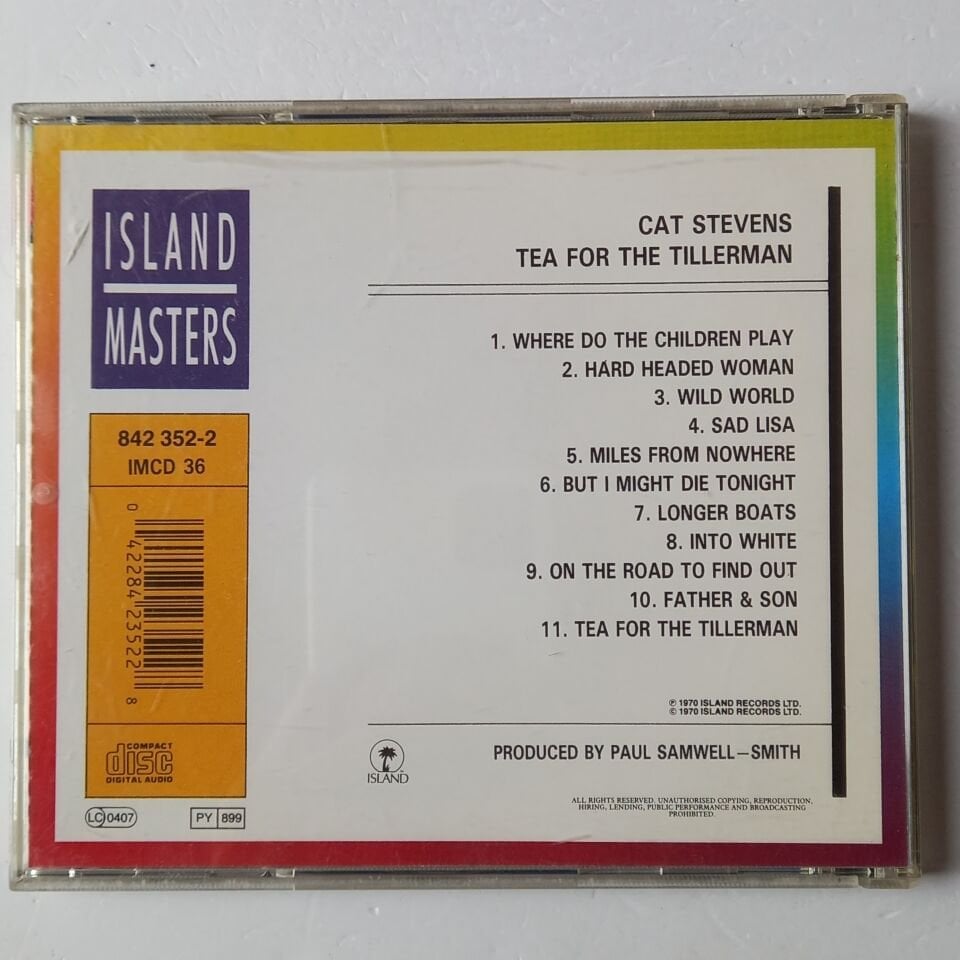 ISLAND
MASTERS
842 352-2
IMCD 36
0 42284 23522 8
COMPACT
disc
DIGITAL AUDIO
LC 0407
PY 899
CAT STEVENS
TEA FOR THE TILLERMAN
1. WHERE DO THE CHILDREN PLAY
2. HARD HEADED WOMAN
3. WILD WORLD
4. SAD LISA
5. MILES FROM NOWHERE
6. BUT I MIGHT DIE TONIGHT
7. LONGER BOATS
8. INTO WHITE
9. ON THE ROAD TO FIND OUT
10. FATHER & SON
11. TEA FOR THE TILLERMAN
℗ 1970 ISLAND RECORDS LTD.
© 1970 ISLAND RECORDS LTD.
ISLAND
PRODUCED BY PAUL SAMWELL–SMITH
ALL RIGHTS RESERVED. UNAUTHORISED COPYING, REPRODUCTION,
HIRING, LENDING, PUBLIC PERFORMANCE AND BROADCASTING
PROHIBITED.